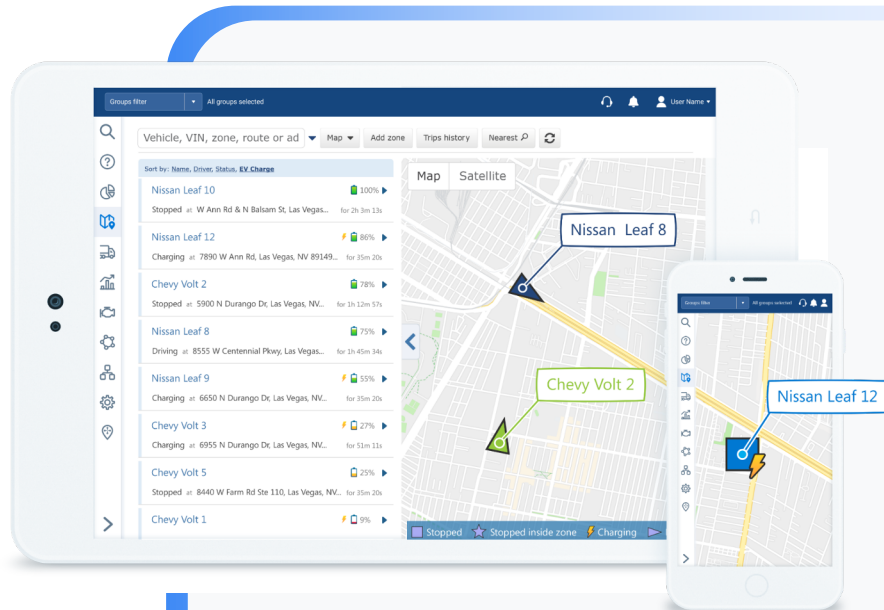 Groups filter
All groups selected
User Name
Vehicle, VIN, zone, route or ad
Map
Add zone
Trips history
Nearest
Sort by: Name, Driver, Status, EV Charge
Nissan Leaf 10
100%
Stopped at W Ann Rd & N Balsam St, Las Vegas...
for 2h 3m 13s
Nissan Leaf 12
86%
Charging at 7890 W Ann Rd, Las Vegas, NV 89149...
for 35m 20s
Chevy Volt 2
78%
Stopped at 5900 N Durango Dr, Las Vegas, NV...
for 1h 12m 57s
Nissan Leaf 8
75%
Driving at 8555 W Centennial Pkwy, Las Vegas...
for 1h 45m 34s
Nissan Leaf 9
55%
Charging at 6650 N Durango Dr, Las Vegas, NV...
for 35m 20s
Chevy Volt 3
27%
Charging at 6955 N Durango Dr, Las Vegas, NV...
for 51m 11s
Chevy Volt 5
25%
Stopped at 8440 W Farm Rd Ste 110, Las Vegas, NV...
for 35m 20s
Chevy Volt 1
9%
Map
Satellite
Nissan Leaf 8
Chevy Volt 2
Stopped
Stopped inside zone
Charging
Groups filter
All groups selected
Nissan Leaf 12